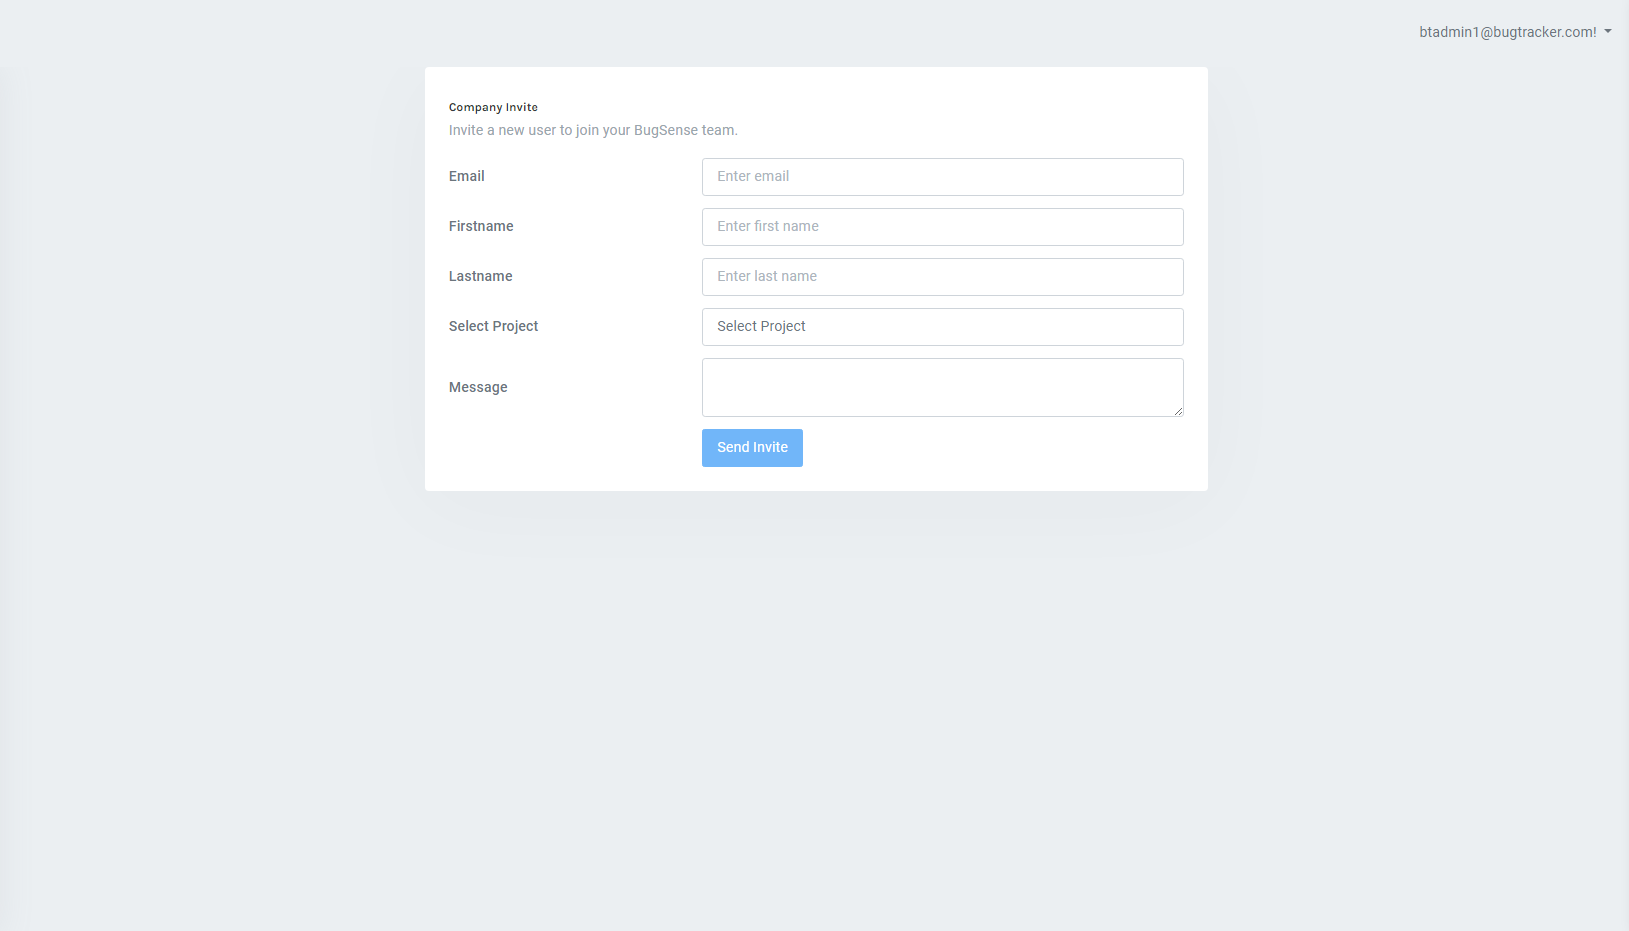 btadmin1@bugtracker.com!
Company Invite
Invite a new user to join your BugSense team.
Email
Enter email
Firstname
Enter first name
Lastname
Enter last name
Select Project
Select Project
Message
Send Invite